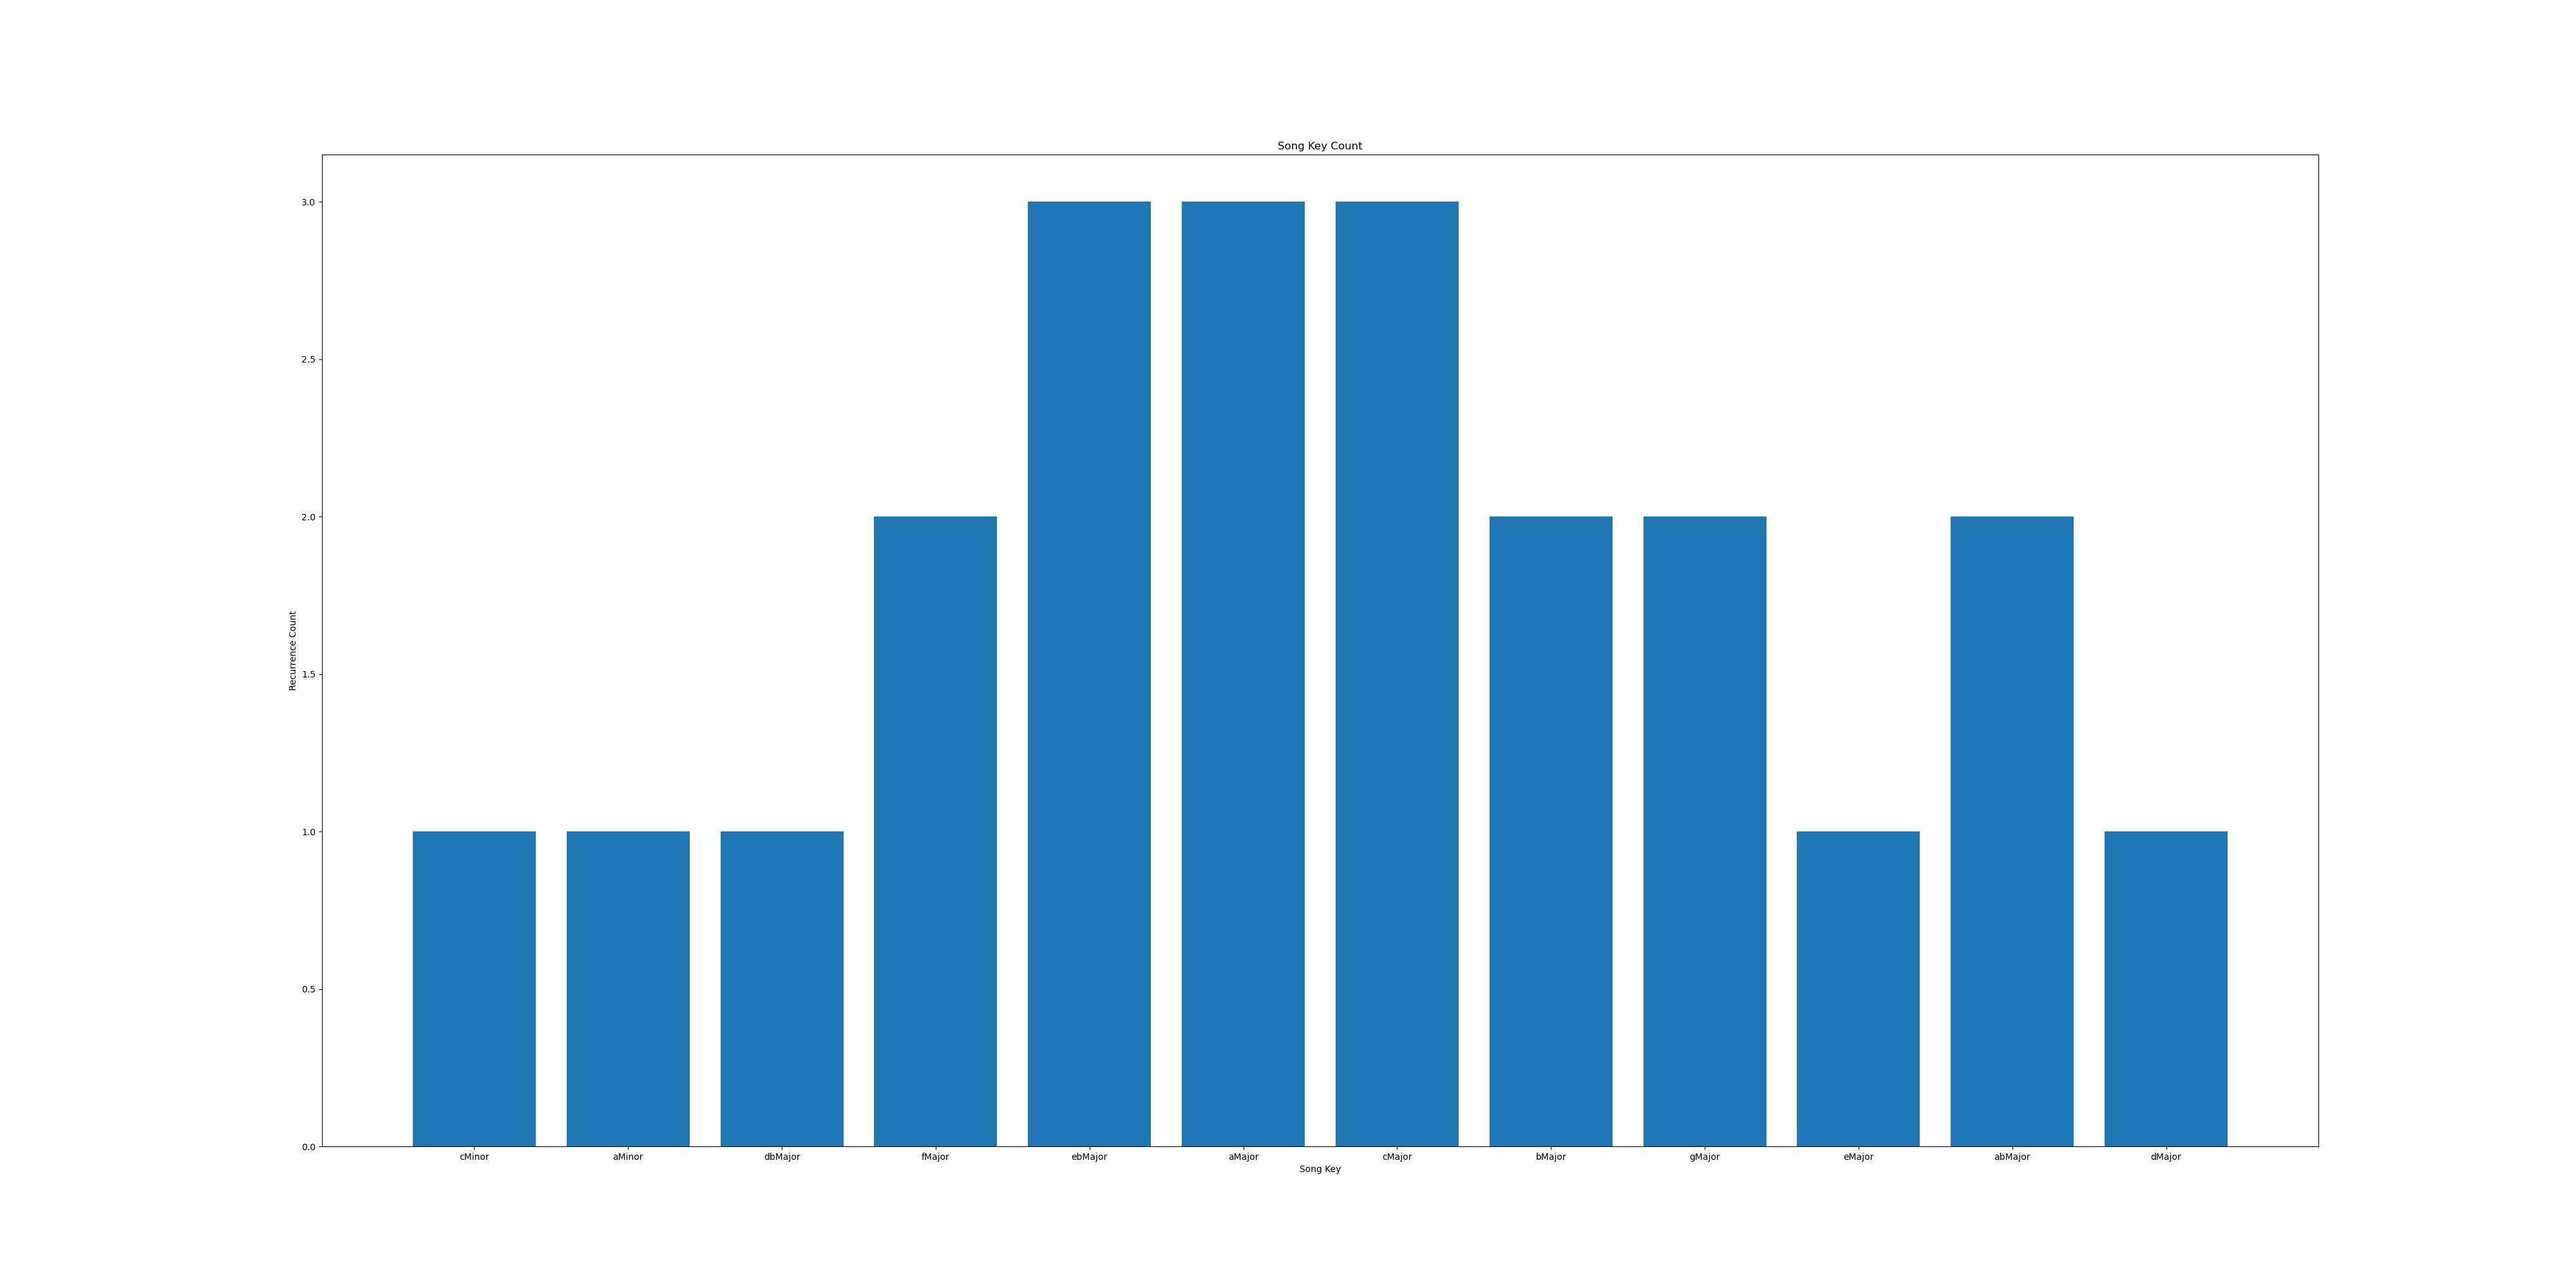 Song Key Count
3.0
2.5
2.0
1.5
1.0
0.5
0.0
Recurrence Count
cMinor aMinor dbMajor fMajor ebMajor aMajor cMajor bMajor gMajor eMajor abMajor dMajor
Song Key